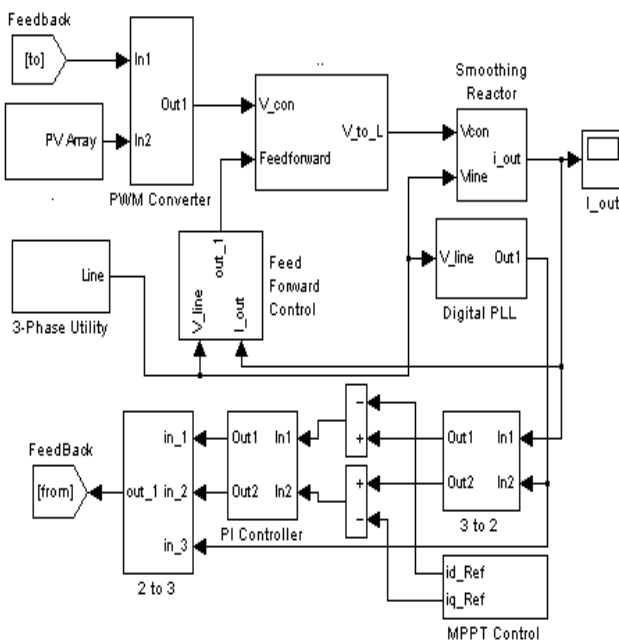 Feedback
[to]
In1
Out1
In2
PV Array
.
PWM Converter
..
V_con
V_to_L
Feedforward
Smoothing
Reactor
Vcon
i_out
Vline
I_out
Line
3-Phase Utility
out_1
V_line
I_out
Feed
Forward
Control
V_line
Out1
Digital PLL
FeedBack
[from]
in_1
out_1
in_2
in_3
2 to 3
Out1
In1
Out2
In2
PI Controller
−
+
+
−
Out1
In1
Out2
In2
3 to 2
id_Ref
iq_Ref
MPPT Control